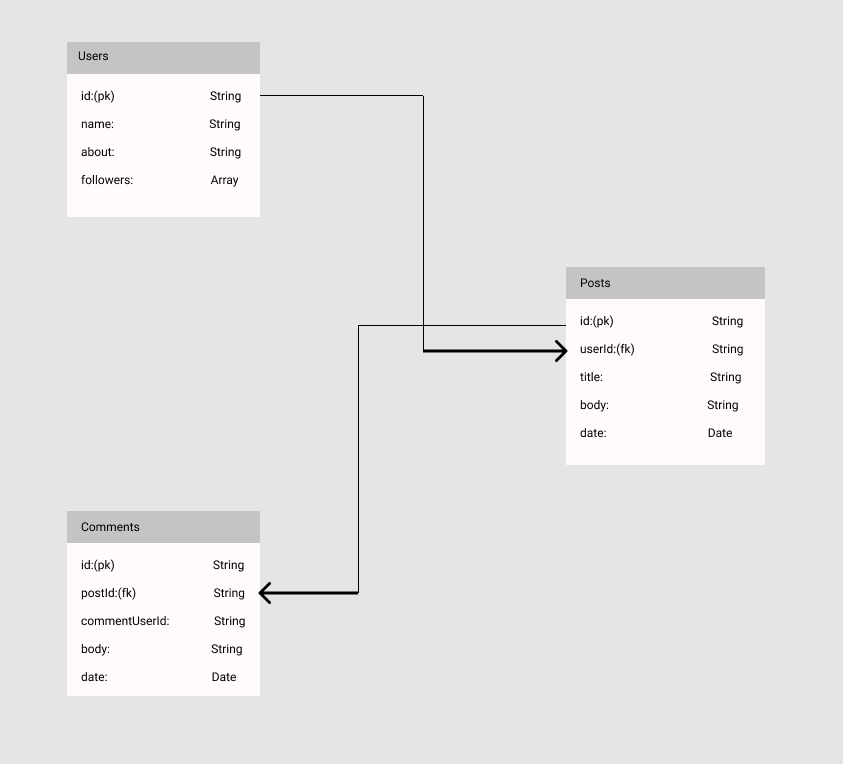 Users
id:(pk) String
name: String
about: String
followers: Array
Posts
id:(pk) String
userId:(fk) String
title: String
body: String
date: Date
Comments
id:(pk) String
postId:(fk) String
commentUserId: String
body: String
date: Date